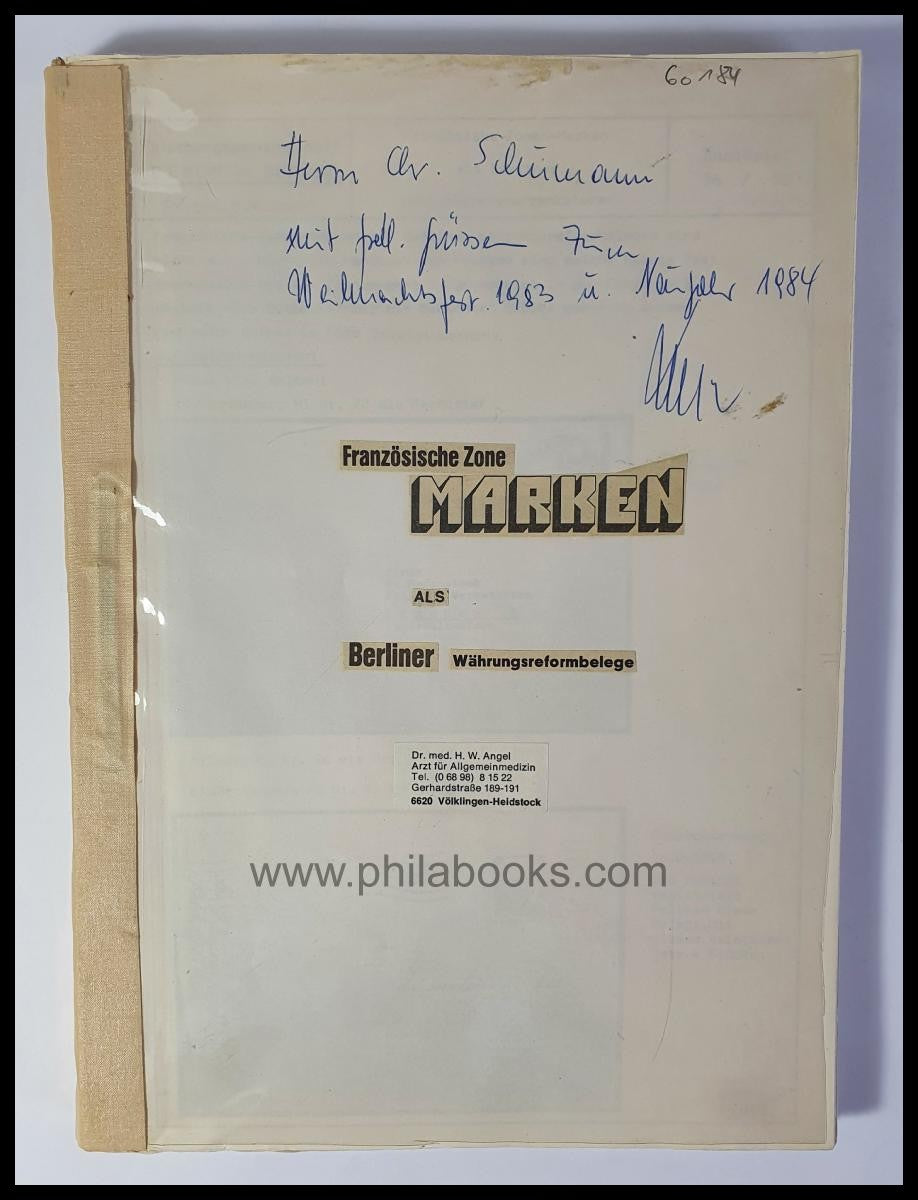 60184
Herrn Dr. Schürmann
mit frdl. Grüssen zum
Weihnachtsfest 1983 u. Neujahr 1984
Französische Zone
MARKEN
ALS
Berliner Währungsreformbelege
Dr. med. H. W. Angel
Arzt für Allgemeinmedizin
Tel. (0 68 98) 8 15 22
Gerhardstraße 189-191
6620 Völklingen-Heidstock
www.philabooks.com